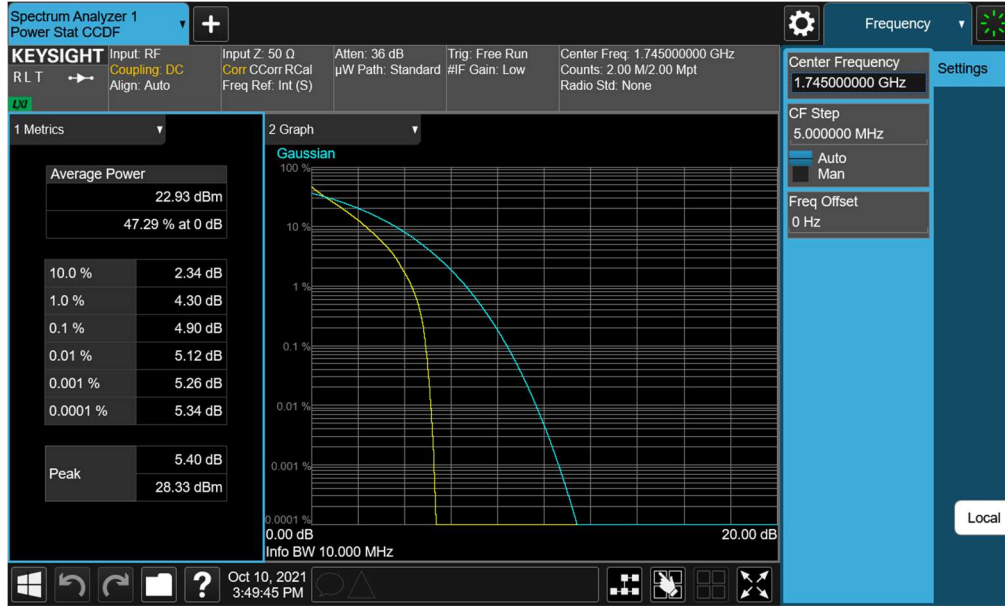 Spectrum Analyzer 1
Power Stat CCDF
Frequency
KEYSIGHT
RLT
LXI
Input: RF
Coupling: DC
Align: Auto
Input Z: 50 Ω
Corr CCorr RCal
Freq Ref: Int (S)
Atten: 36 dB
µW Path: Standard
Trig: Free Run
#IF Gain: Low
Center Freq: 1.745000000 GHz
Counts: 2.00 M/2.00 Mpt
Radio Std: None
Center Frequency
1.745000000 GHz
Settings
CF Step
5.000000 MHz
Auto
Man
Freq Offset
0 Hz
1 Metrics
Average Power
22.93 dBm
47.29 % at 0 dB
10.0 % 2.34 dB
1.0 % 4.30 dB
0.1 % 4.90 dB
0.01 % 5.12 dB
0.001 % 5.26 dB
0.0001 % 5.34 dB
Peak
5.40 dB
28.33 dBm
2 Graph
Gaussian
100 %
10 %
1 %
0.1 %
0.01 %
0.001 %
0.0001 %
0.00 dB 20.00 dB
Info BW 10.000 MHz
Local
?
Oct 10, 2021
3:49:45 PM